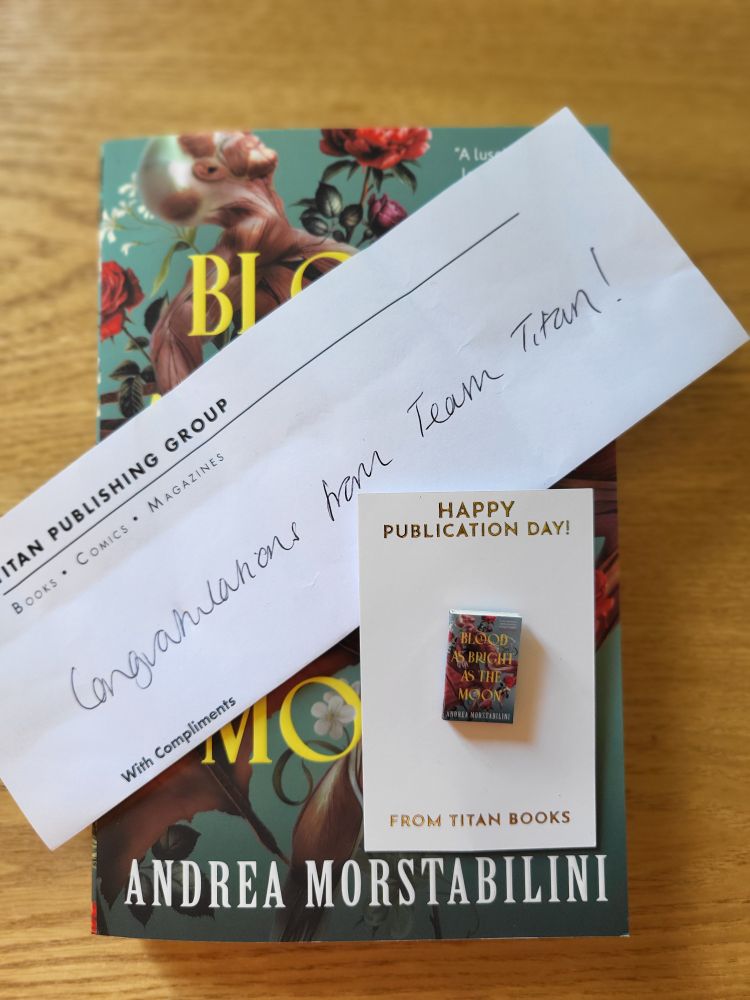 "A lus
BLO
TITAN PUBLISHING GROUP
BOOKS • COMICS • MAGAZINES
Congratulations from Team Titan!
With Compliments
HAPPY
PUBLICATION DAY!
BLOOD
AS BRIGHT
AS THE
MOON
ANDREA MORSTABILINI
FROM TITAN BOOKS
MO
ANDREA MORSTABILINI